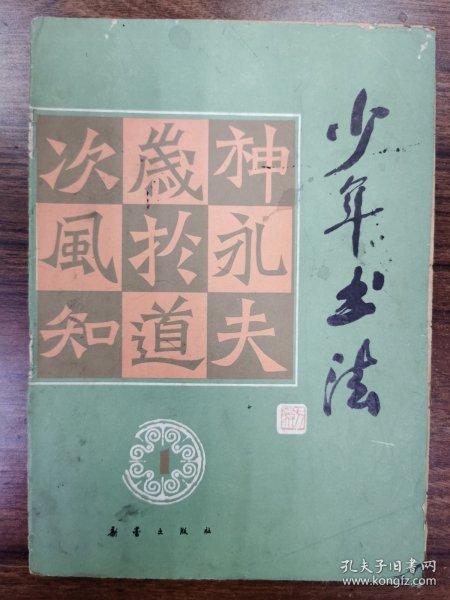 少年书法
神永夫
歲於道
次風知
1
新蕾出版社
孔夫子旧书网
kongfz.com